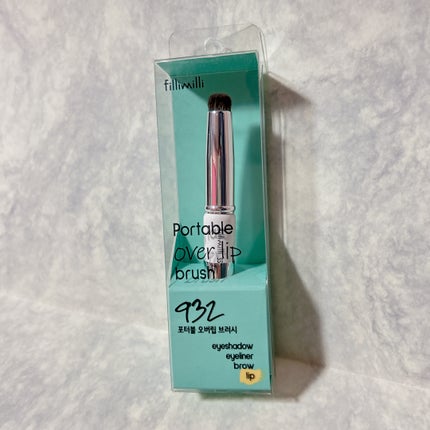 fillimilli
Portable
over lip
brush
932
포터블 오버립 브러시
eyeshadow
eyeliner
brow
lip